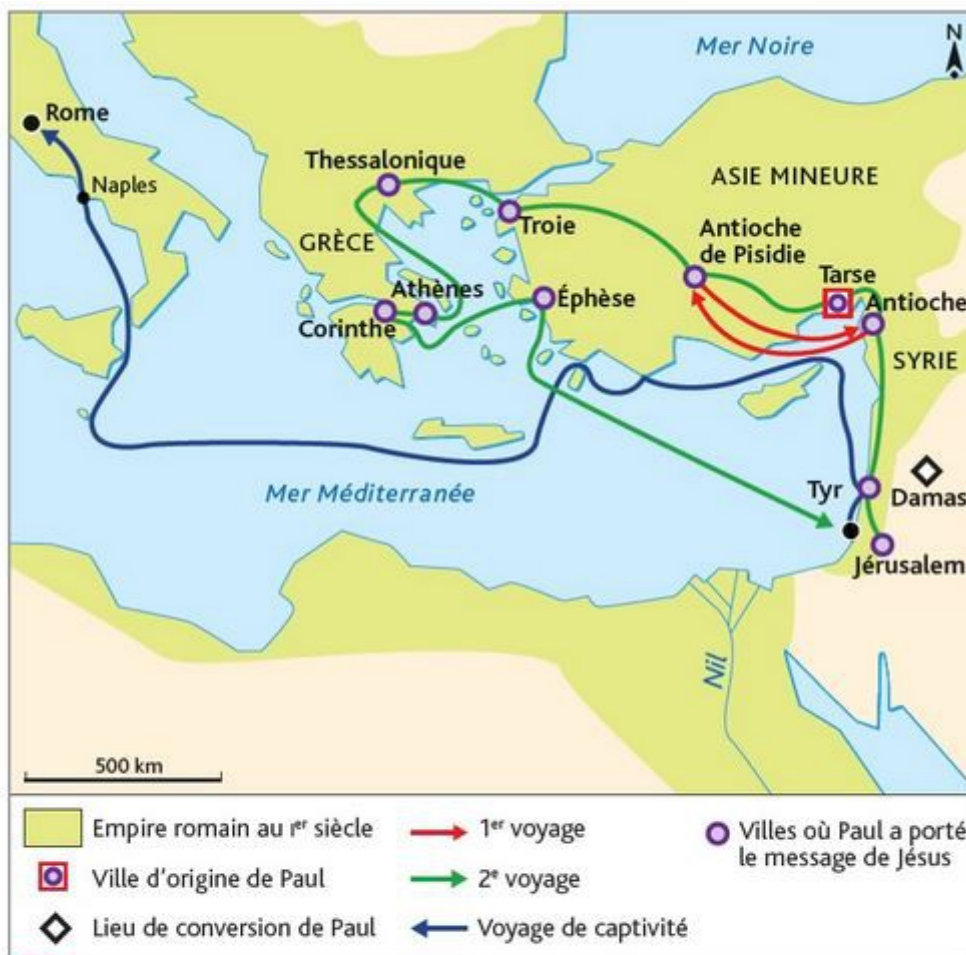 Mer Noire
N
Rome
Naples
Thessalonique
ASIE MINEURE
Troie
GRÈCE
Antioche
de Pisidie
Tarse
Athènes
Éphèse
Antioche
Corinthe
SYRIE
Mer Méditerranée
Tyr
Damas
Jérusalem
Nil
500 km
Empire romain au Ier siècle
1er voyage
Villes où Paul a porté
le message de Jésus
Ville d'origine de Paul
2e voyage
Lieu de conversion de Paul
Voyage de captivité